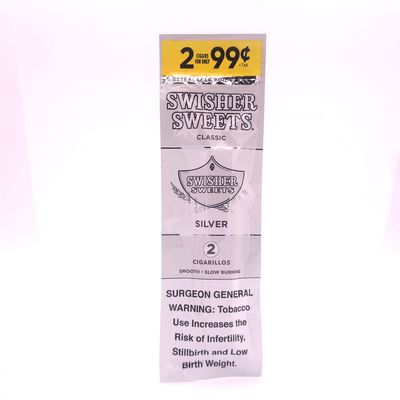 2 CIGARS FOR ONLY 99¢ +TAX
SWISHER
SWEETS
CLASSIC
SWISHER
SWEETS
SILVER
2
CIGARILLOS
SMOOTH • SLOW BURNING
SURGEON GENERAL
WARNING: Tobacco
Use Increases the
Risk of Infertility,
Stillbirth and Low
Birth Weight.